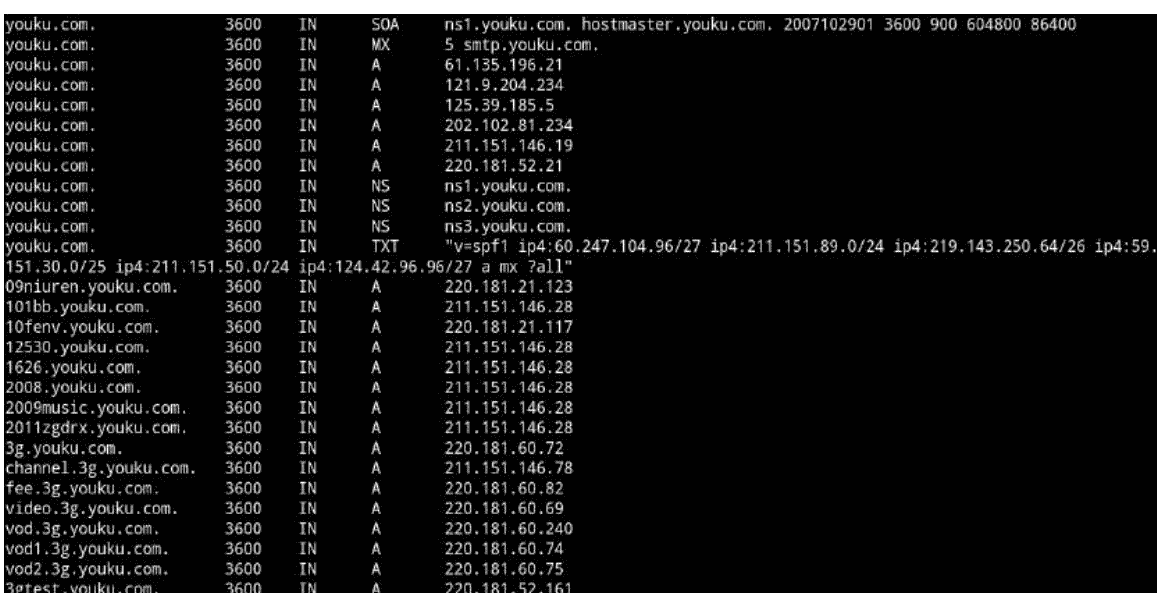 youku.com. 3600 IN SOA ns1.youku.com. hostmaster.youku.com. 2007102901 3600 900 604800 86400
youku.com. 3600 IN MX 5 smtp.youku.com.
youku.com. 3600 IN A 61.135.196.21
youku.com. 3600 IN A 121.9.204.234
youku.com. 3600 IN A 125.39.185.5
youku.com. 3600 IN A 202.102.81.234
youku.com. 3600 IN A 211.151.146.19
youku.com. 3600 IN A 220.181.52.21
youku.com. 3600 IN NS ns1.youku.com.
youku.com. 3600 IN NS ns2.youku.com.
youku.com. 3600 IN NS ns3.youku.com.
youku.com. 3600 IN TXT "v=spf1 ip4:60.247.104.96/27 ip4:211.151.89.0/24 ip4:219.143.250.64/26 ip4:59.
151.30.0/25 ip4:211.151.50.0/24 ip4:124.42.96.96/27 a mx ?all"
09niuren.youku.com. 3600 IN A 220.181.21.123
101bb.youku.com. 3600 IN A 211.151.146.28
10fenv.youku.com. 3600 IN A 220.181.21.117
12530.youku.com. 3600 IN A 211.151.146.28
1626.youku.com. 3600 IN A 211.151.146.28
2008.youku.com. 3600 IN A 211.151.146.28
2009music.youku.com. 3600 IN A 211.151.146.28
2011zgdrx.youku.com. 3600 IN A 211.151.146.28
3g.youku.com. 3600 IN A 220.181.60.72
channel.3g.youku.com. 3600 IN A 211.151.146.78
fee.3g.youku.com. 3600 IN A 220.181.60.82
video.3g.youku.com. 3600 IN A 220.181.60.69
vod.3g.youku.com. 3600 IN A 220.181.60.240
vod1.3g.youku.com. 3600 IN A 220.181.60.74
vod2.3g.youku.com. 3600 IN A 220.181.60.75
3gtest.youku.com. 3600 IN A 220.181.52.161